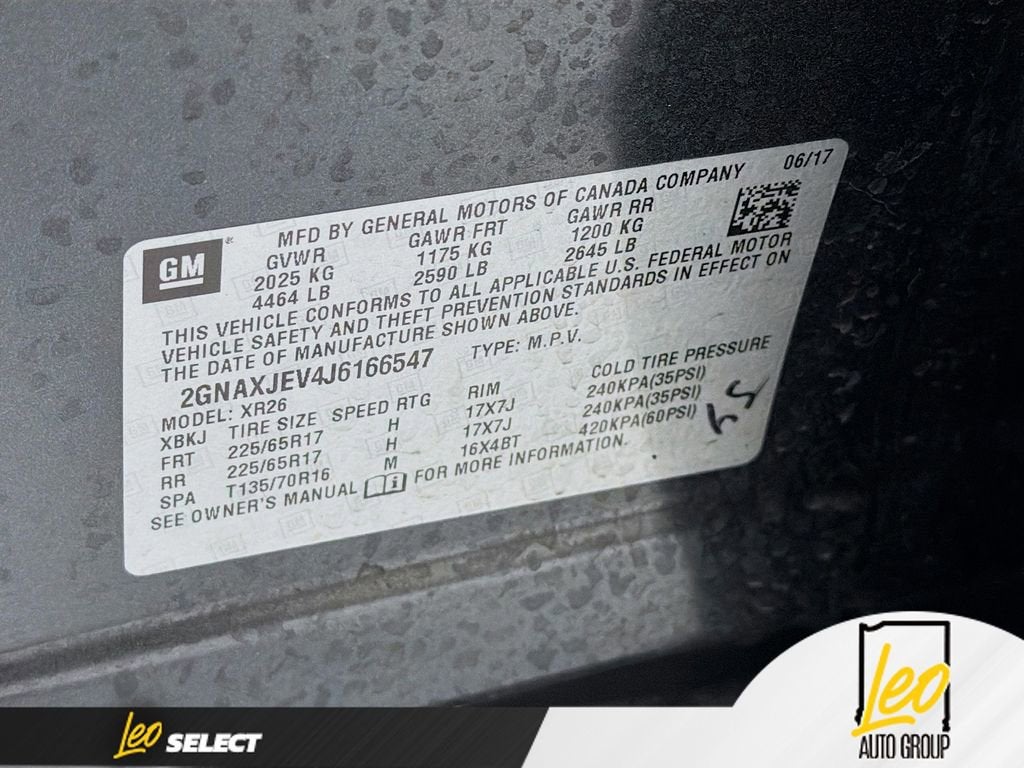 06/17
GM
MFD BY GENERAL MOTORS OF CANADA COMPANY
GVWR GAWR FRT GAWR RR
2025 KG 1175 KG 1200 KG
4464 LB 2590 LB 2645 LB
THIS VEHICLE CONFORMS TO ALL APPLICABLE U.S. FEDERAL MOTOR
VEHICLE SAFETY AND THEFT PREVENTION STANDARDS IN EFFECT ON
THE DATE OF MANUFACTURE SHOWN ABOVE.
2GNAXJEV4J6166547 TYPE: M.P.V.
MODEL: XR26
XBKJ TIRE SIZE SPEED RTG RIM COLD TIRE PRESSURE
FRT 225/65R17 H 17X7J 240KPA(35PSI)
RR 225/65R17 H 17X7J 240KPA(35PSI)
SPA T135/70R16 M 16X4BT 420KPA(60PSI)
SEE OWNER'S MANUAL FOR MORE INFORMATION.
54
Leo SELECT
Leo
AUTO GROUP